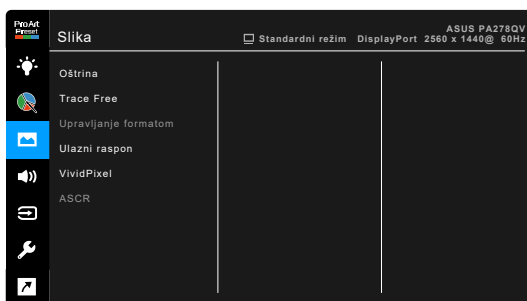 ProArt
Preset
Slika
ASUS PA278QV
Standardni režim DisplayPort 2560 x 1440@ 60Hz
Oštrina
Trace Free
Upravljanje formatom
Ulazni raspon
VividPixel
ASCR